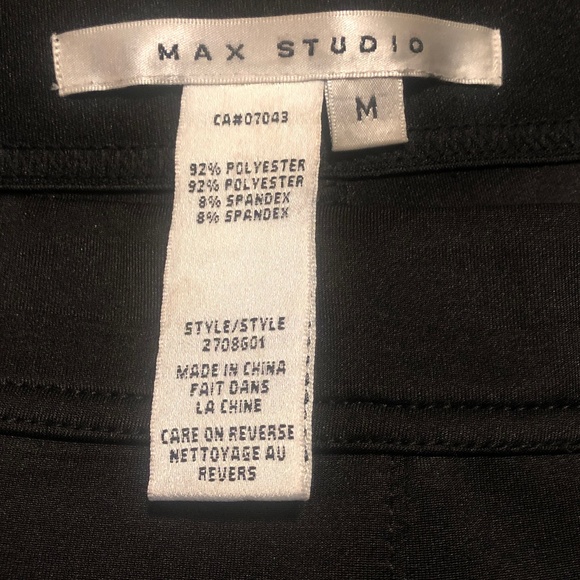 MAX STUDIO
M
CA#07043
92% POLYESTER
92% POLYESTER
8% SPANDEX
8% SPANDEX
STYLE/STYLE
2708G01
MADE IN CHINA
FAIT DANS
LA CHINE
CARE ON REVERSE
NETTOYAGE AU
REVERS